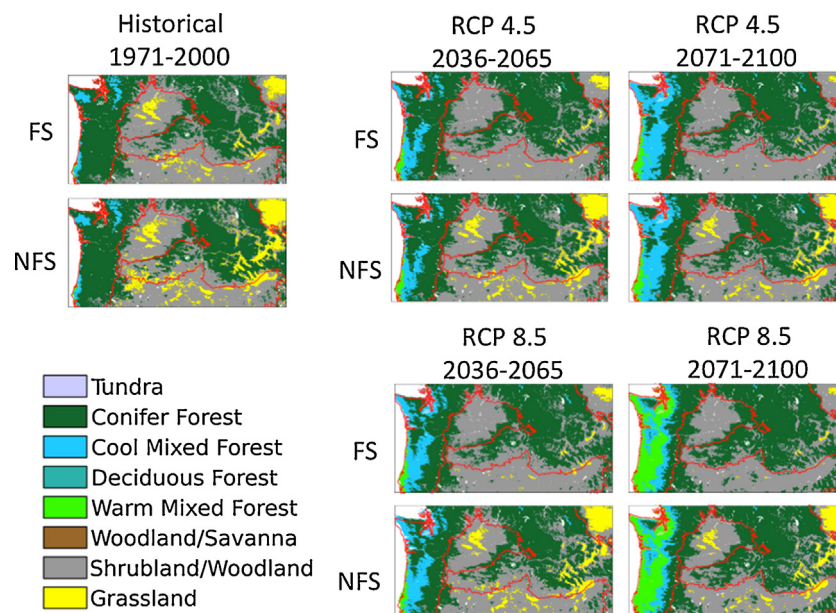 Historical
1971-2000
RCP 4.5
2036-2065
RCP 4.5
2071-2100
FS
FS
NFS
NFS
RCP 8.5
2036-2065
RCP 8.5
2071-2100
Tundra
Conifer Forest
Cool Mixed Forest
Deciduous Forest
Warm Mixed Forest
Woodland/Savanna
Shrubland/Woodland
Grassland
FS
NFS